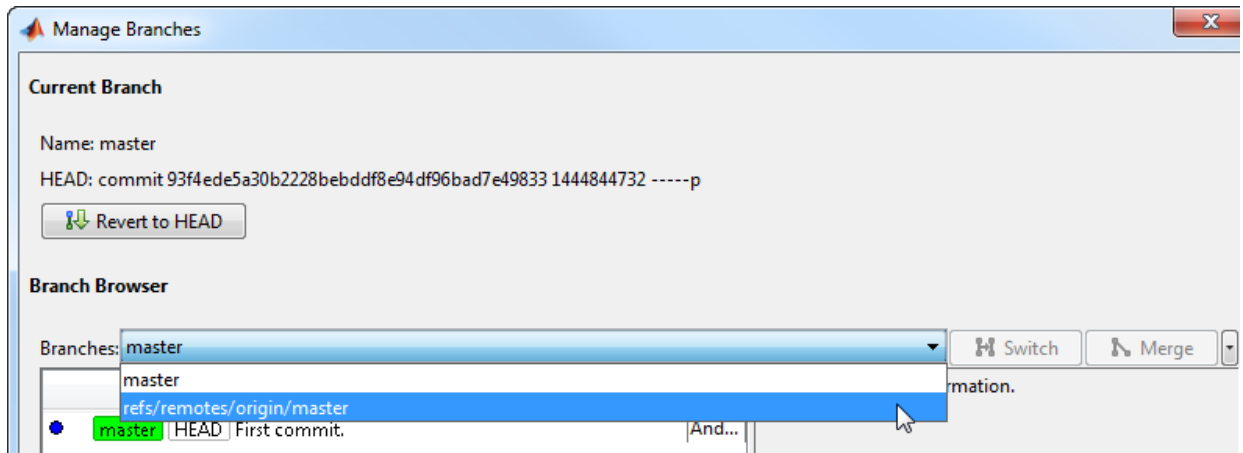 Manage Branches
Current Branch
Name: master
HEAD: commit 93f4ede5a30b2228bebddf8e94df96bad7e49833 1444844732 -----p
Revert to HEAD
Branch Browser
Branches: master Switch Merge
master
refs/remotes/origin/master
rmation.
master HEAD First commit. And...